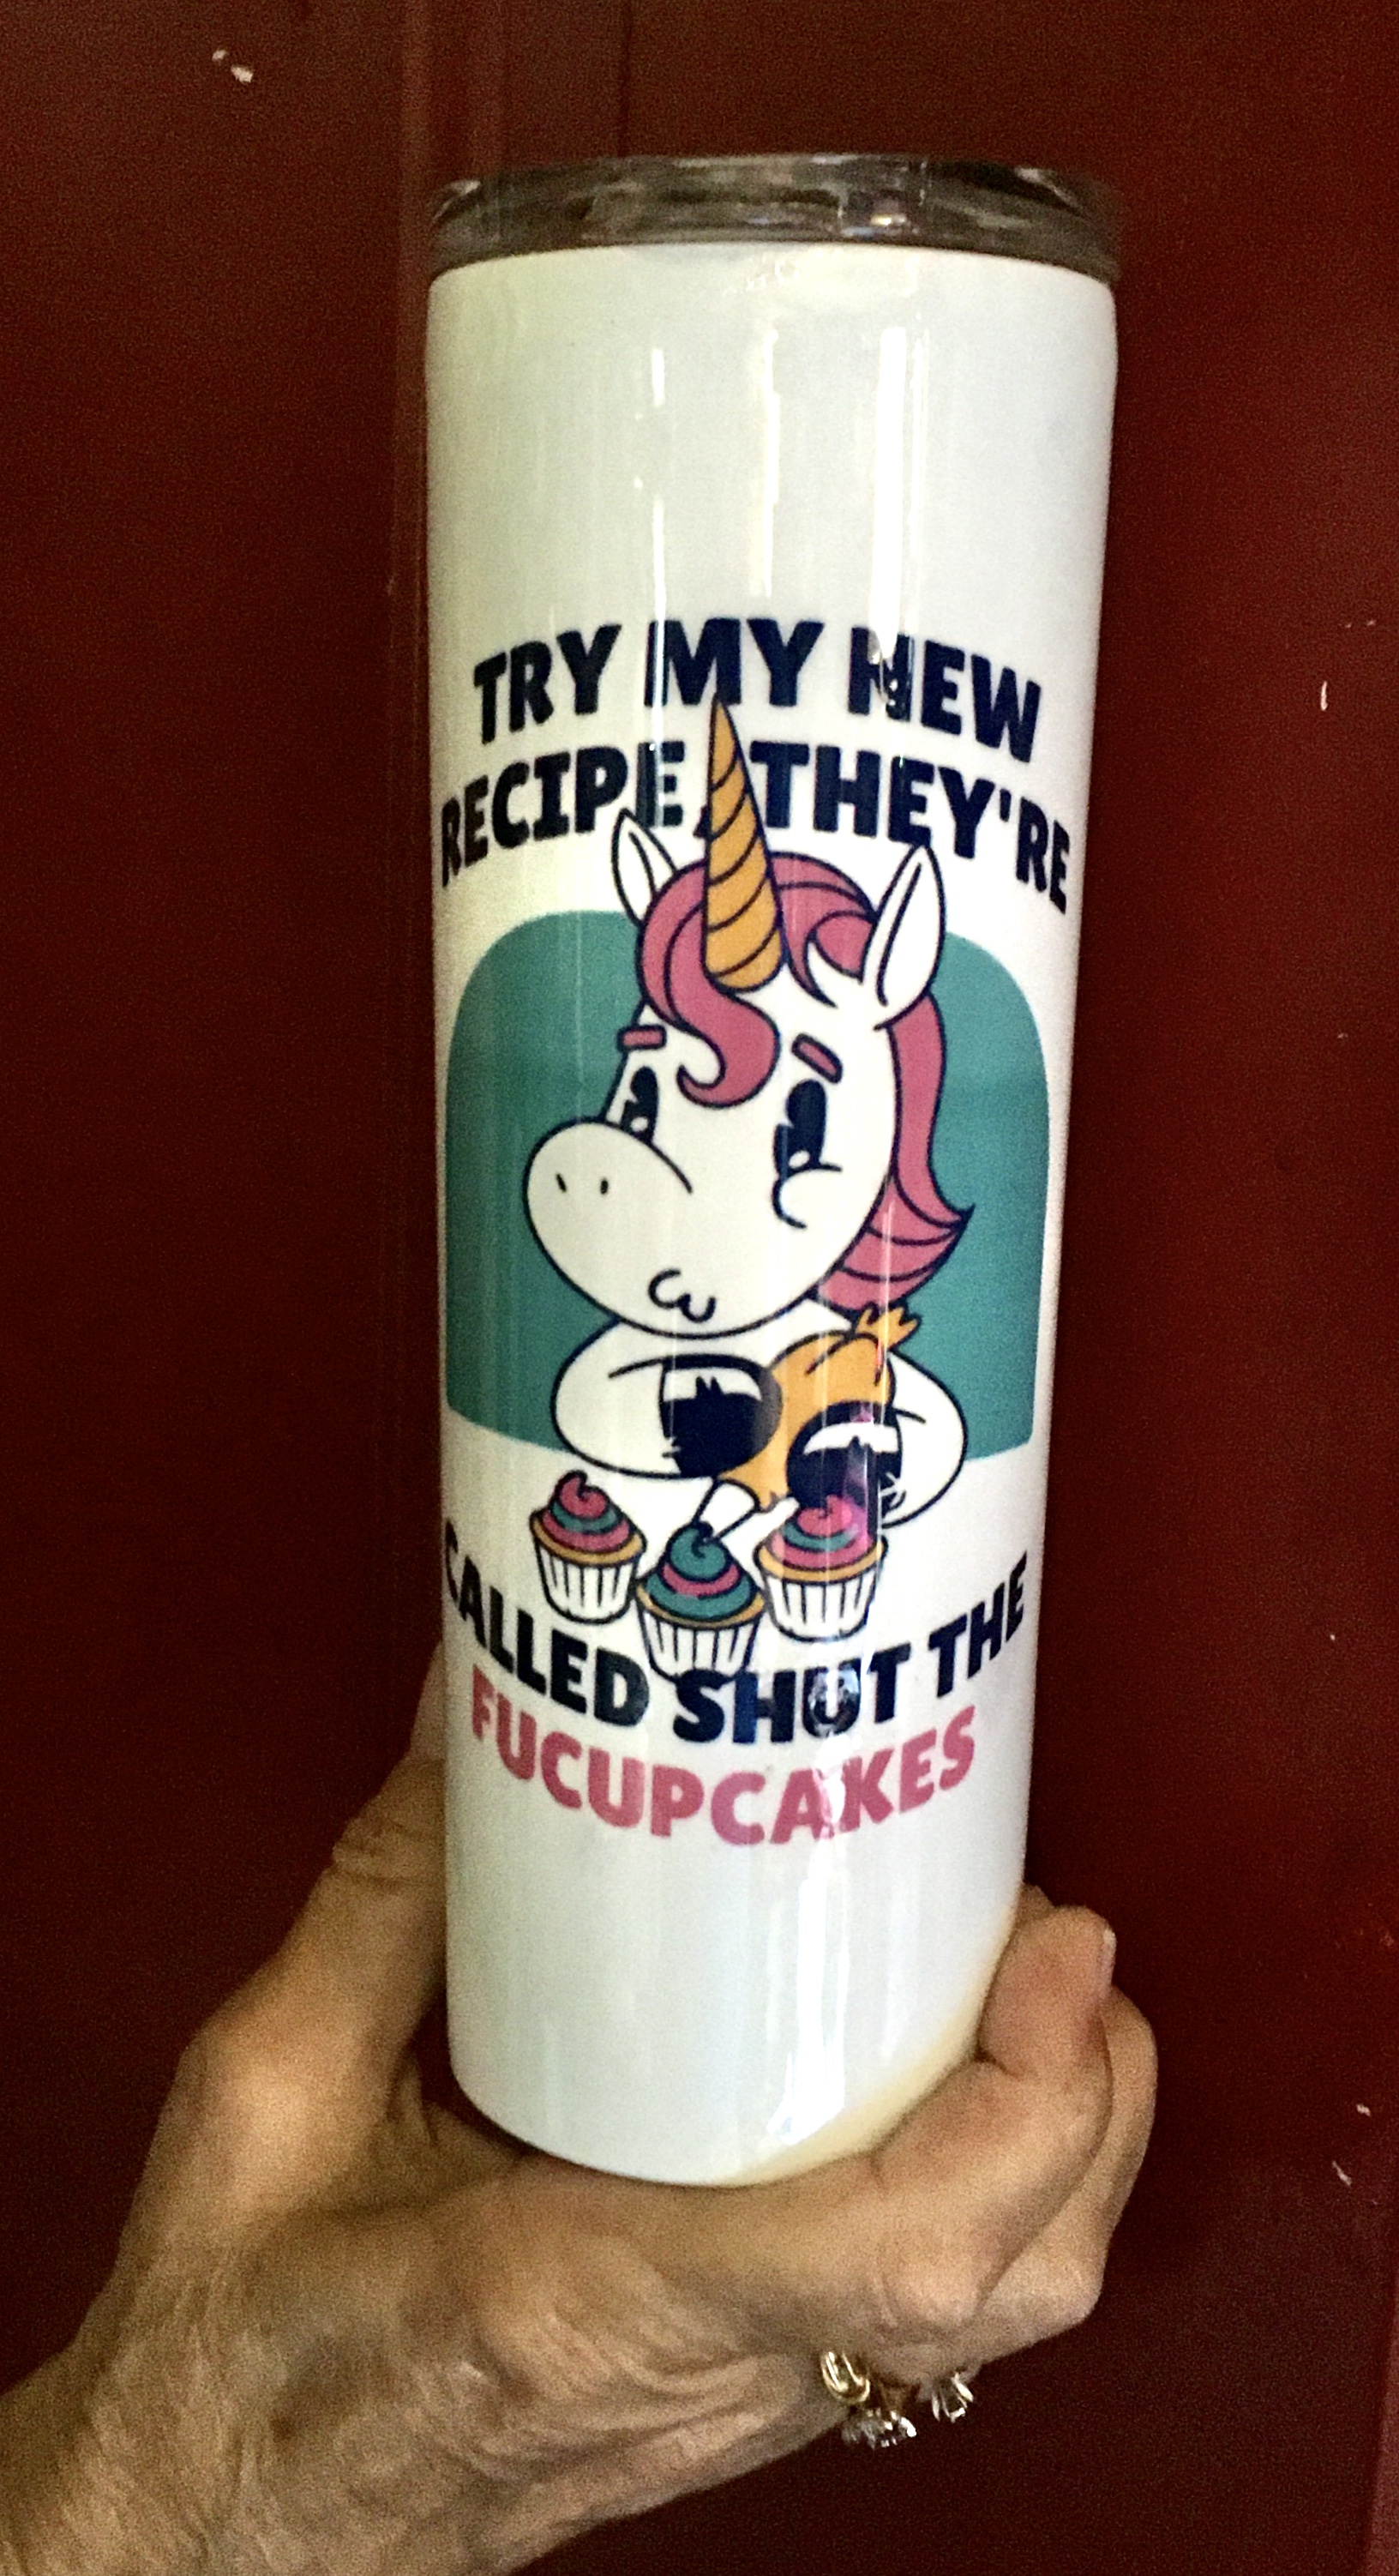 TRY MY NEW
RECIPE, THEY'RE
CALLED SHUT THE
FUCUPCAKES